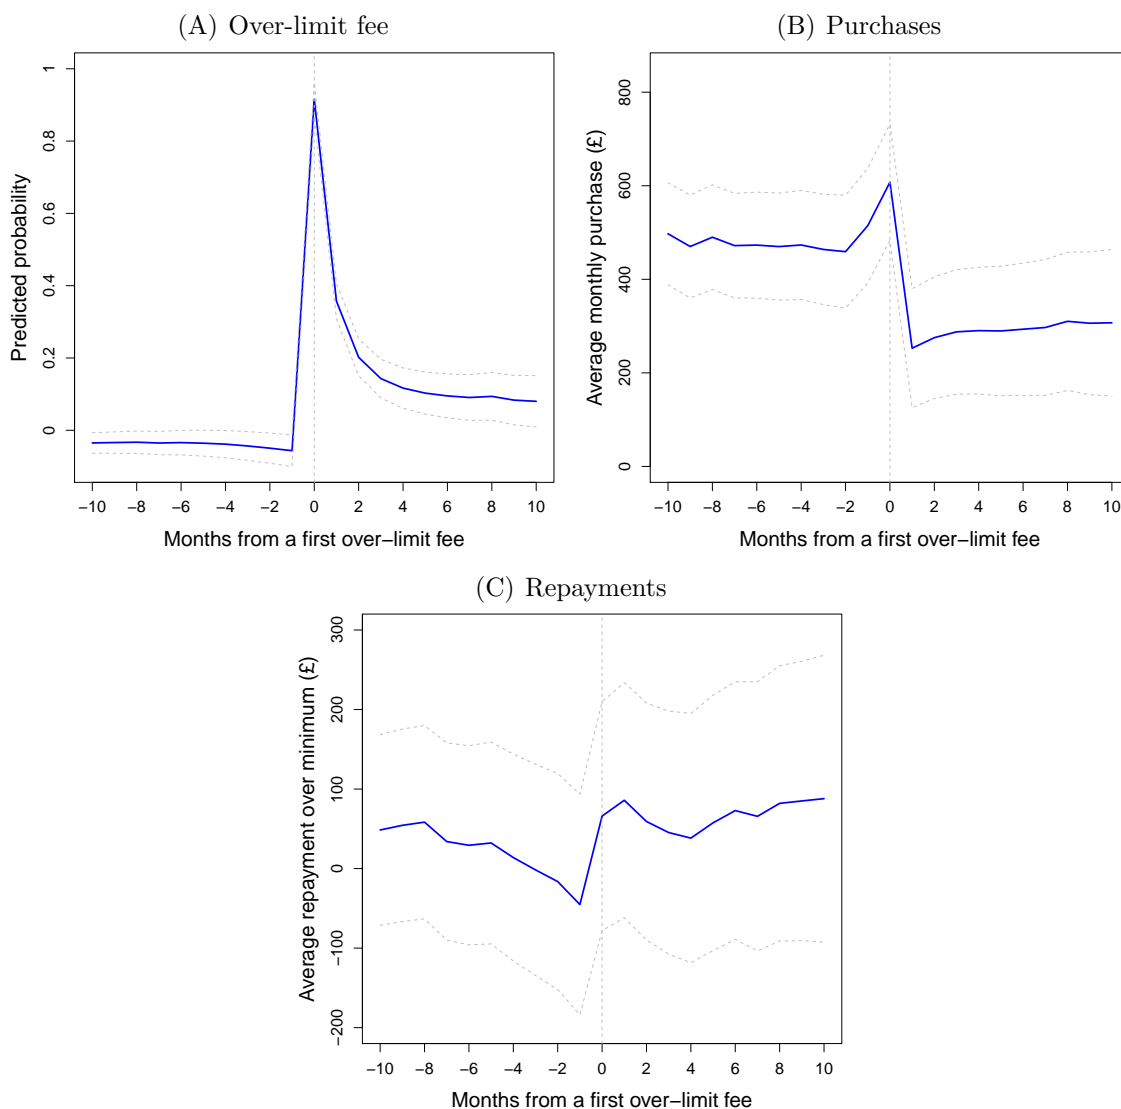 (A) Over-limit fee
Predicted probability
1
0.8
0.6
0.4
0.2
0
−10 −8 −6 −4 −2 0 2 4 6 8 10
Months from a first over−limit fee
(B) Purchases
Average monthly purchase (£)
800
600
400
200
0
−10 −8 −6 −4 −2 0 2 4 6 8 10
Months from a first over−limit fee
(C) Repayments
Average repayment over minimum (£)
300
200
100
0
−100
−200
−10 −8 −6 −4 −2 0 2 4 6 8 10
Months from a first over−limit fee